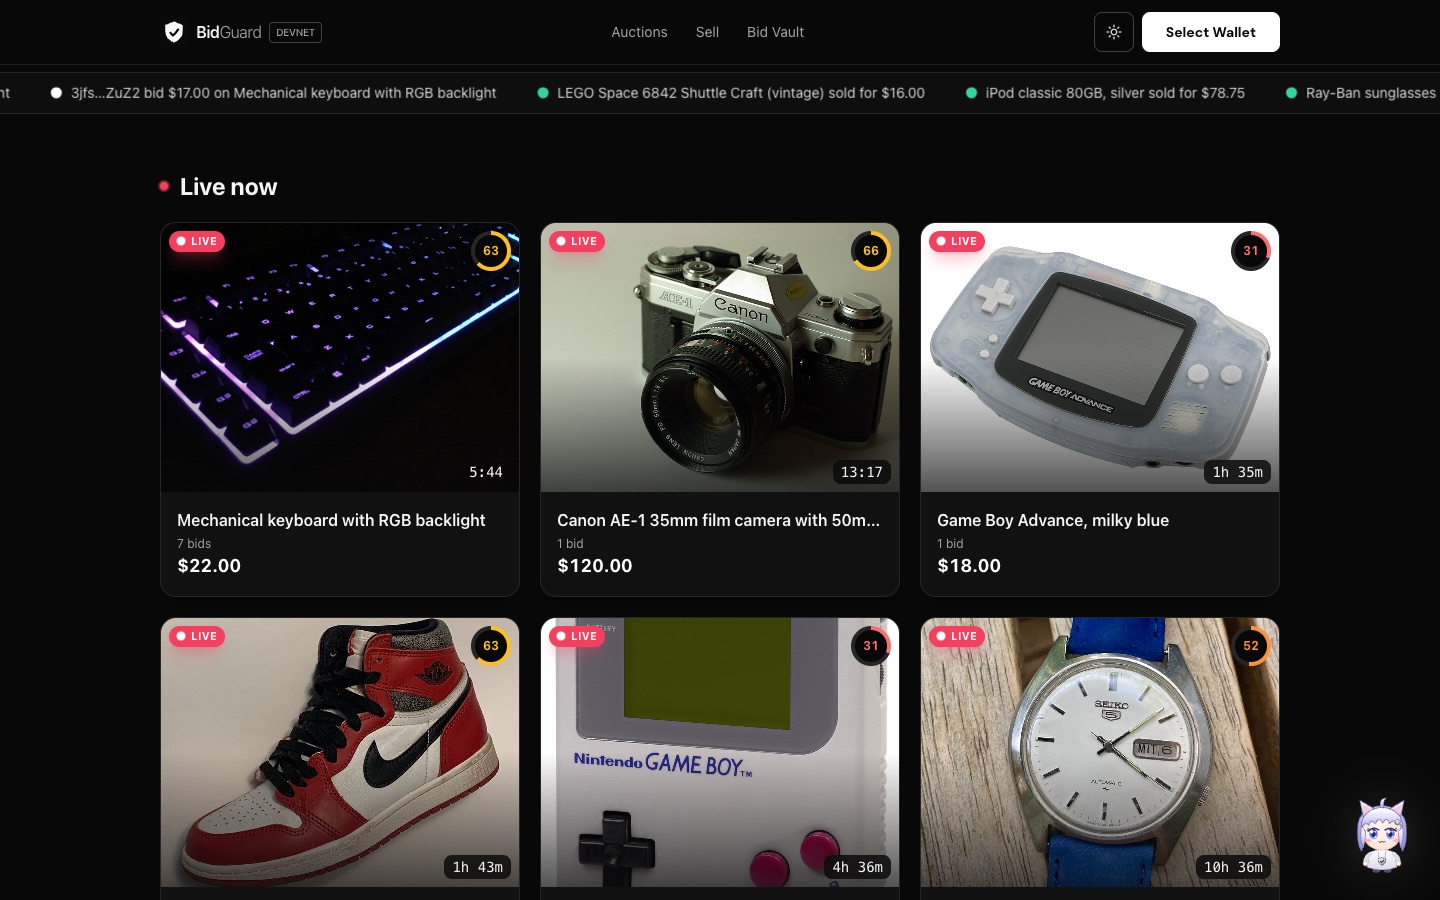 BidGuard DEVNET
Auctions Sell Bid Vault
Select Wallet
3jfs...ZuZ2 bid $17.00 on Mechanical keyboard with RGB backlight
LEGO Space 6842 Shuttle Craft (vintage) sold for $16.00
iPod classic 80GB, silver sold for $78.75
Ray-Ban sunglasses
Live now
LIVE
63
5:44
Mechanical keyboard with RGB backlight
7 bids
$22.00
LIVE
66
AE-1
Canon
13:17
Canon AE-1 35mm film camera with 50m...
1 bid
$120.00
LIVE
31
GAME BOY ADVANCE
1h 35m
Game Boy Advance, milky blue
1 bid
$18.00
LIVE
63
1h 43m
LIVE
31
Nintendo GAME BOY TM
4h 36m
LIVE
52
SEIKO
5
AUTOMATIC
10h 36m